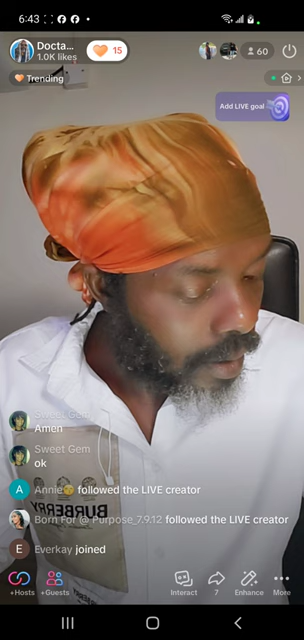 6:43
Docta...
1.0K likes
15
60
Trending
Add LIVE goal
Sweet Gem
Amen
Sweet Gem
ok
A
Annie followed the LIVE creator
Born For @ Purpose_7.9.12 followed the LIVE creator
E
Everkay joined
BURBERRY
+Hosts
+Guests
Interact
7
Enhance
More